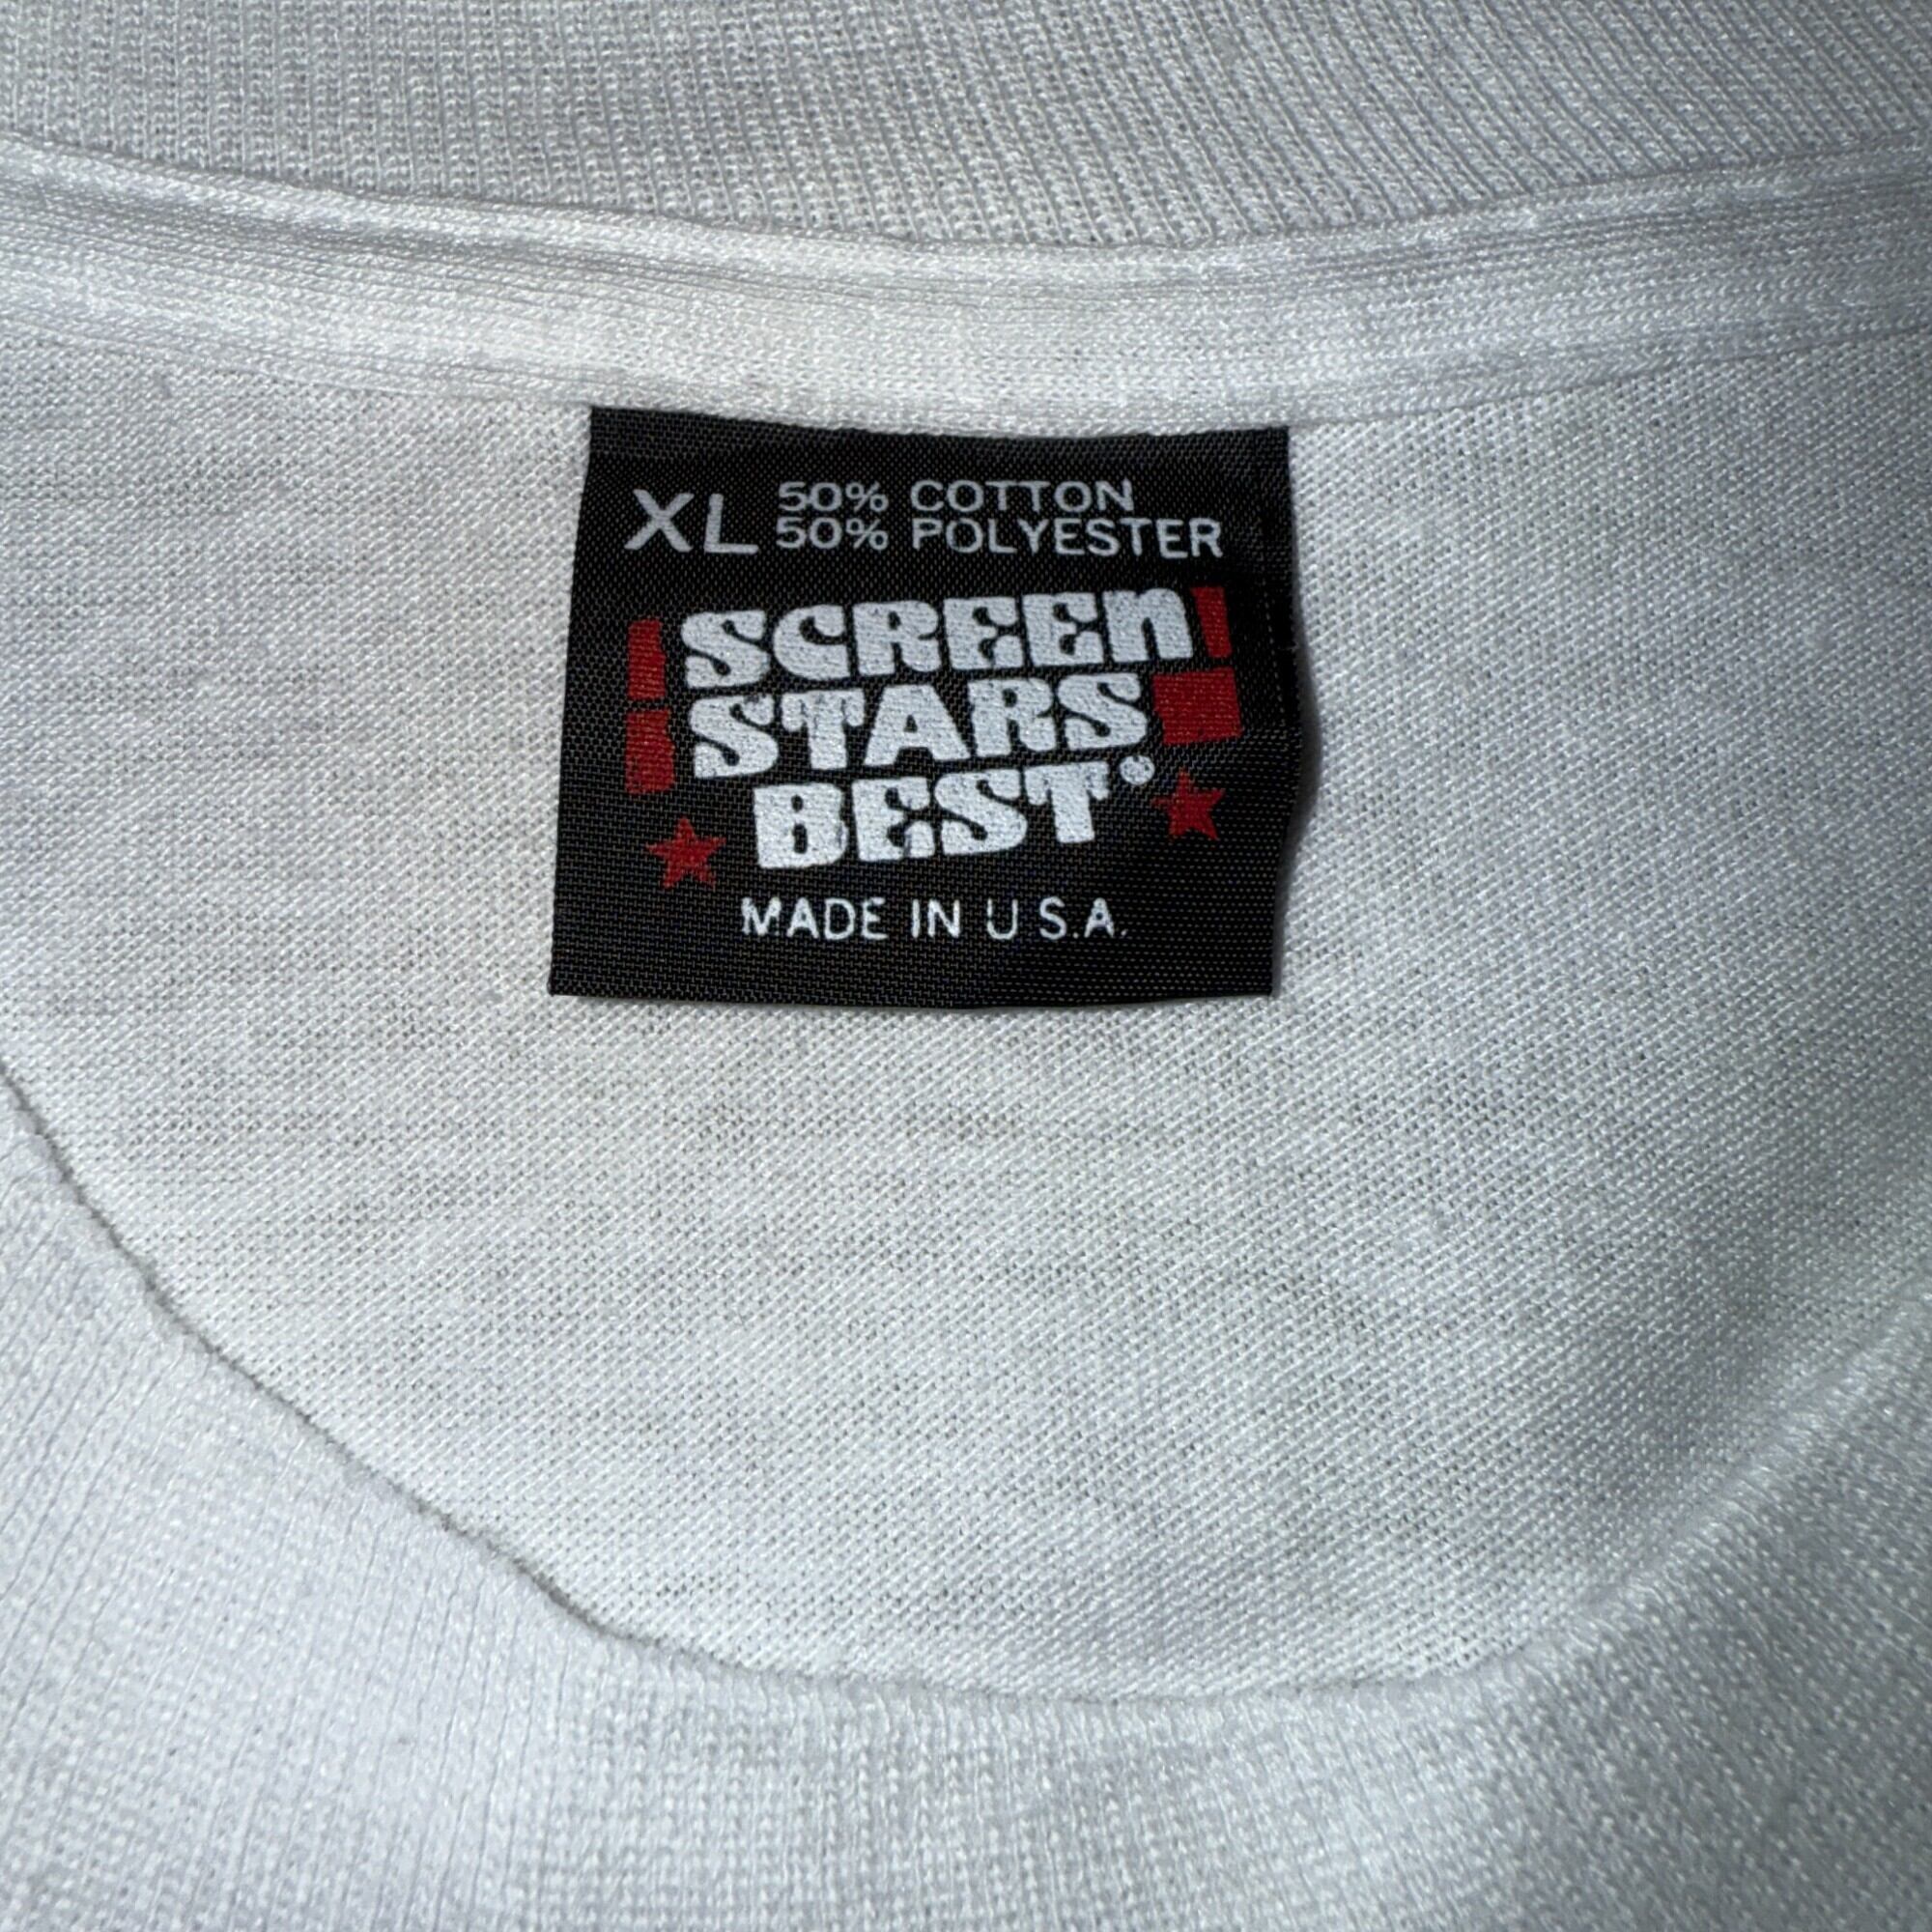 XL 50% COTTON
50% POLYESTER
SCREEN
STARS
BEST®
MADE IN U.S.A.